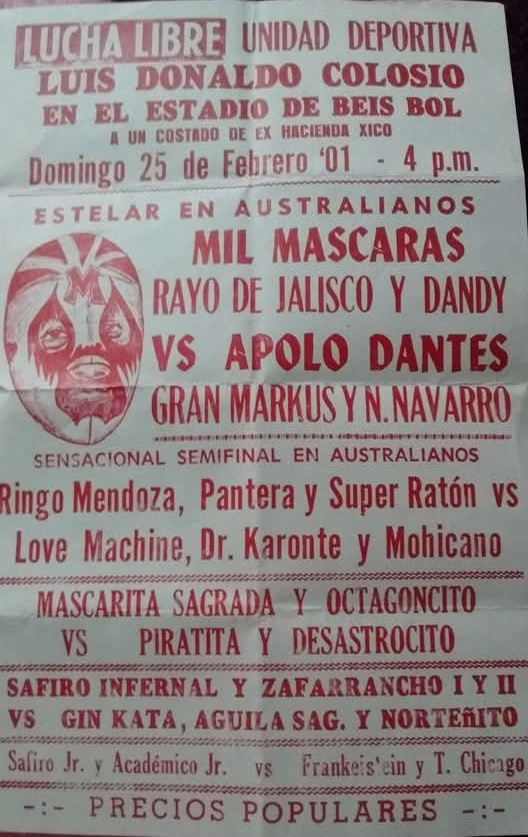 LUCHA LIBRE UNIDAD DEPORTIVA
LUIS DONALDO COLOSIO
EN EL ESTADIO DE BEIS BOL
A UN COSTADO DE EX HACIENDA XICO
Domingo 25 de Febrero '01 - 4 p.m.
ESTELAR EN AUSTRALIANOS
MIL MASCARAS
RAYO DE JALISCO Y DANDY
VS APOLO DANTES
GRAN MARKUS Y N. NAVARRO
SENSACIONAL SEMIFINAL EN AUSTRALIANOS
Ringo Mendoza, Pantera y Super Ratón vs
Love Machine, Dr. Karonte y Mohicano
MASCARITA SAGRADA Y OCTAGONCITO
VS PIRATITA Y DESASTROCITO
SAFIRO INFERNAL Y ZAFARRANCHO I Y II
VS GIN KATA, AGUILA SAG. Y NORTEÑITO
Safiro Jr. y Académico Jr. vs Frankeis'ein y T. Chicago
-:- PRECIOS POPULARES -:-